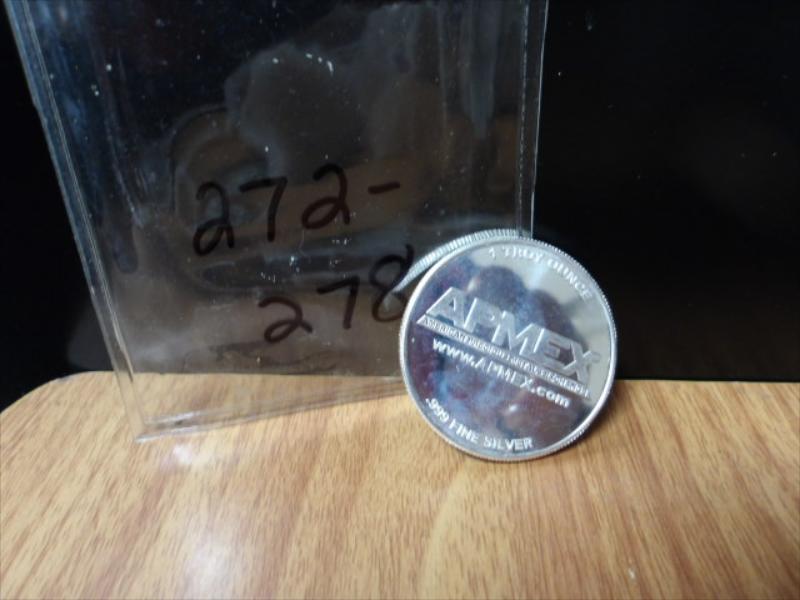 272-
278
1 TROY OUNCE
APMEX
www.APMEX.com
.999 FINE SILVER